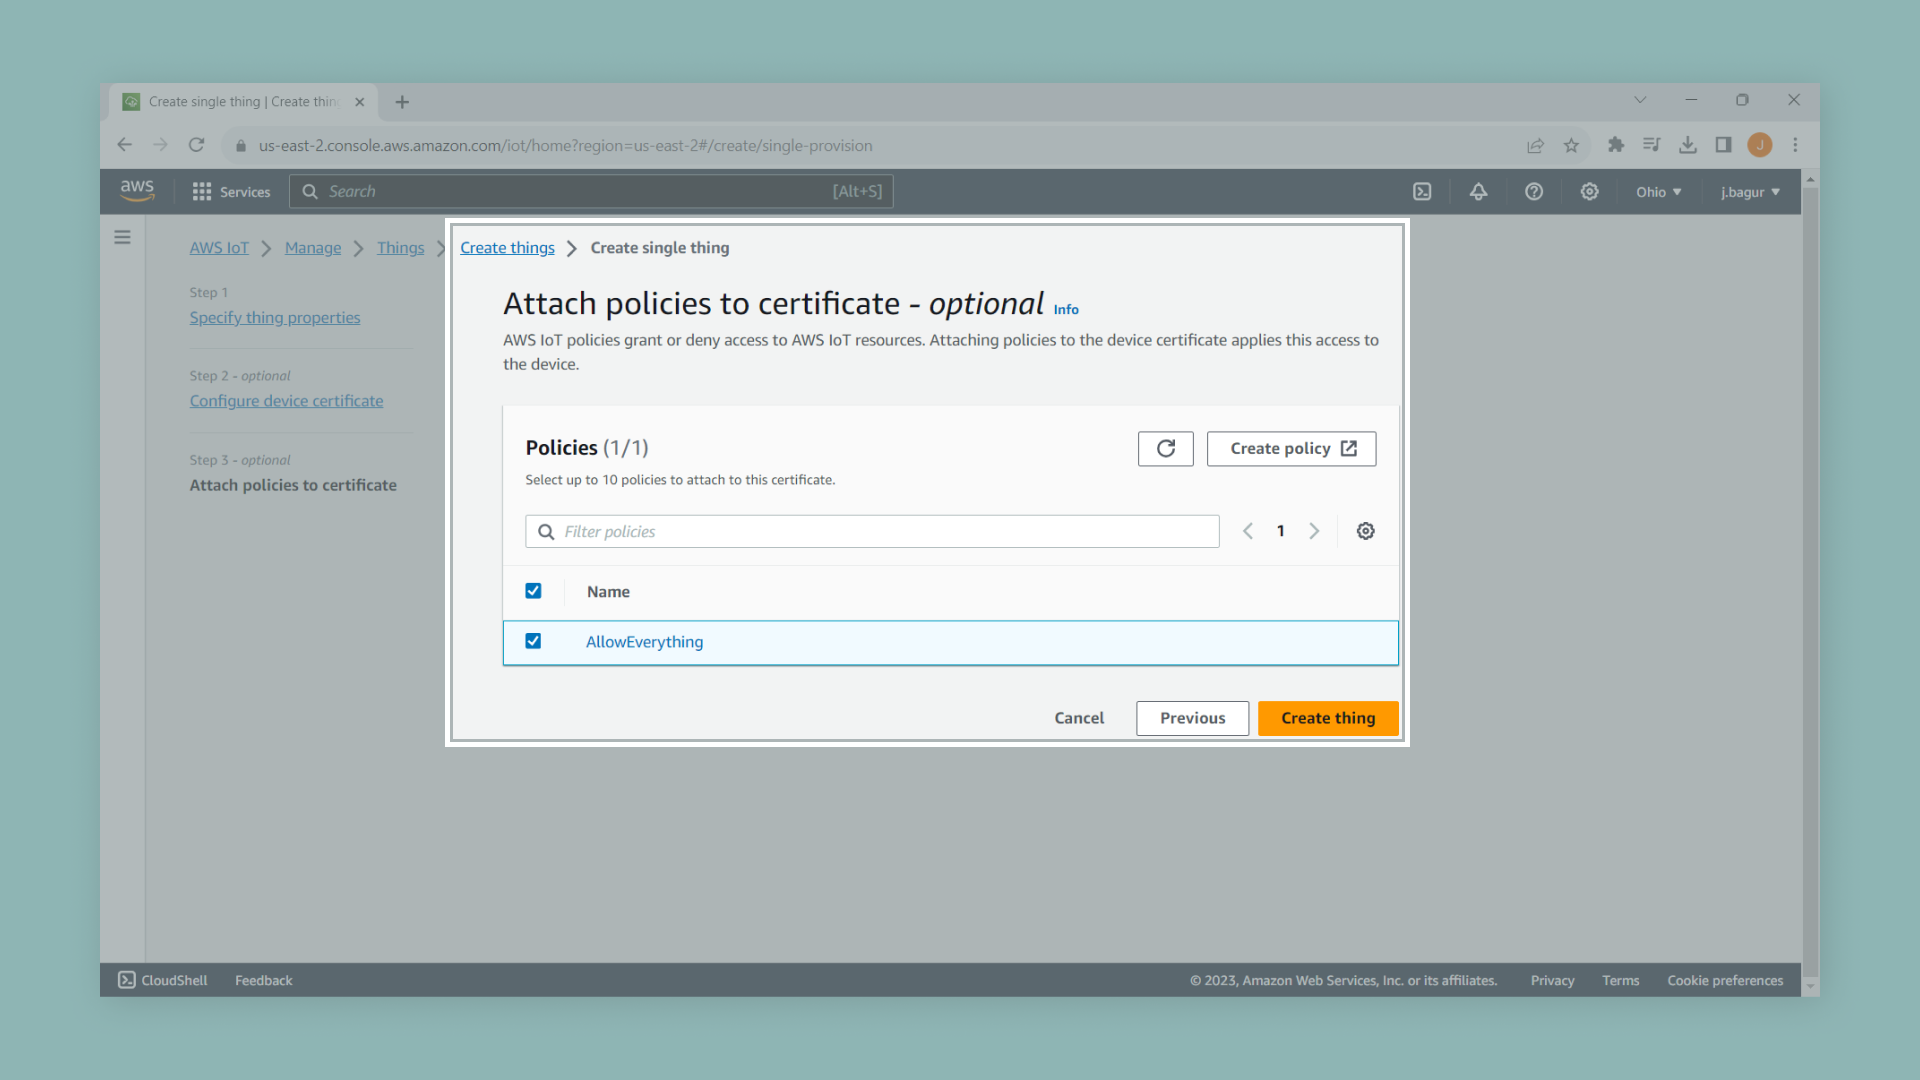 Create single thing | Create thin
us-east-2.console.aws.amazon.com/iot/home?region=us-east-2#/create/single-provision
J
aws
Services
Search
[Alt+S]
Ohio
j.bagur
AWS IoT
Manage
Things
Create things
Create single thing
Step 1
Specify thing properties
Step 2 - optional
Configure device certificate
Step 3 - optional
Attach policies to certificate
Attach policies to certificate - optional Info
AWS IoT policies grant or deny access to AWS IoT resources. Attaching policies to the device certificate applies this access to
the device.
Policies (1/1)
Create policy
Select up to 10 policies to attach to this certificate.
Filter policies
1
Name
AllowEverything
Cancel
Previous
Create thing
CloudShell
Feedback
© 2023, Amazon Web Services, Inc. or its affiliates.
Privacy
Terms
Cookie preferences